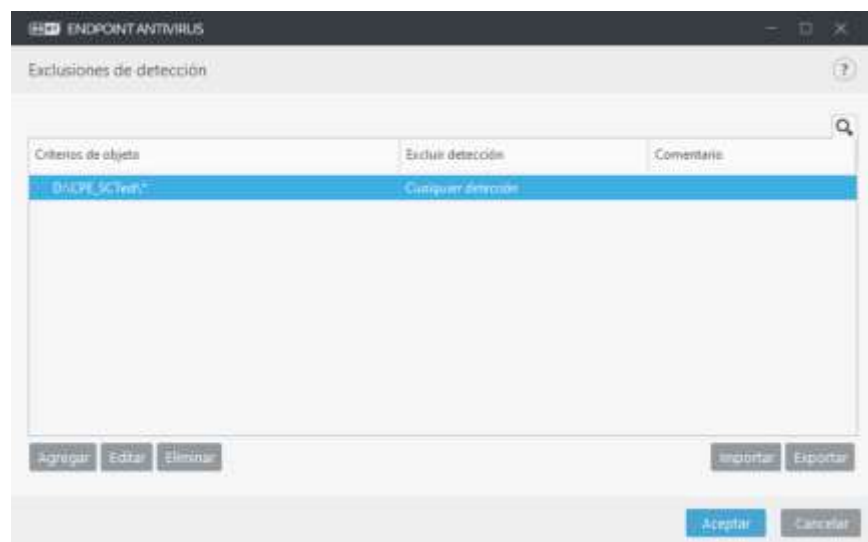 eset ENDPOINT ANTIVIRUS
Exclusiones de detección
?
Criterios de objeto Excluir detección Comentario
Cualquier detección
Agregar Editar Eliminar Importar Exportar
Aceptar Cancelar